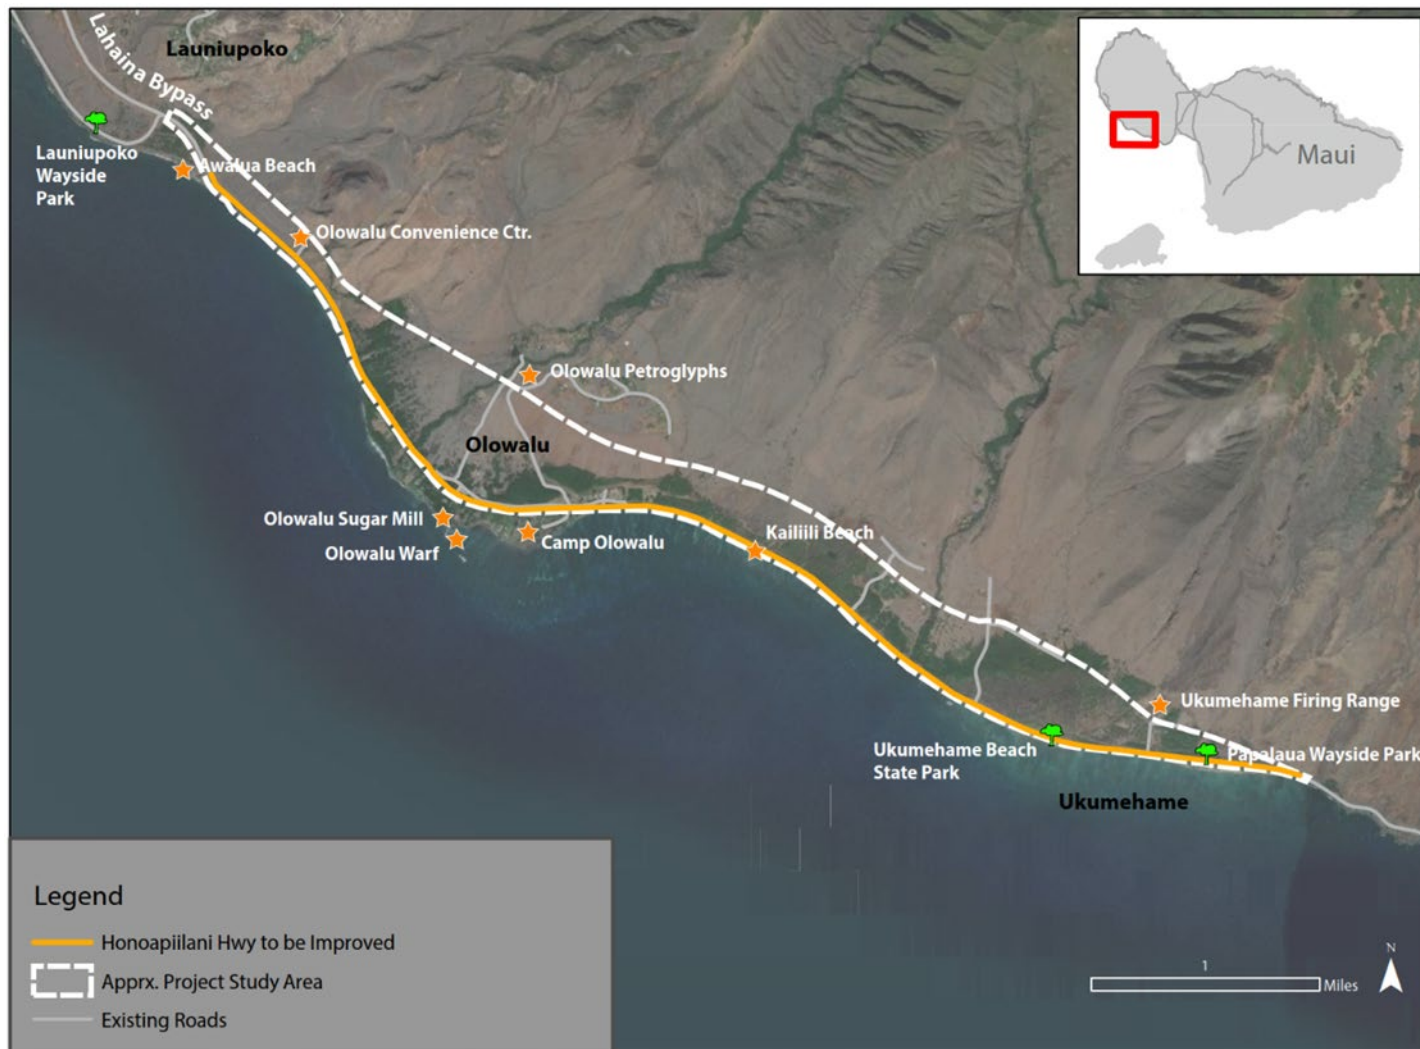 Launiupoko
Lahaina Bypass
Launiupoko
Wayside
Park
Awalua Beach
Olowalu Convenience Ctr.
Maui
Olowalu Petroglyphs
Olowalu
Olowalu Sugar Mill
Olowalu Warf
Camp Olowalu
Kailiili Beach
Ukumehame Firing Range
Ukumehame Beach
State Park
Papalaua Wayside Park
Ukumehame
Legend
Honoapiilani Hwy to be Improved
Apprx. Project Study Area
Existing Roads
1
Miles
N